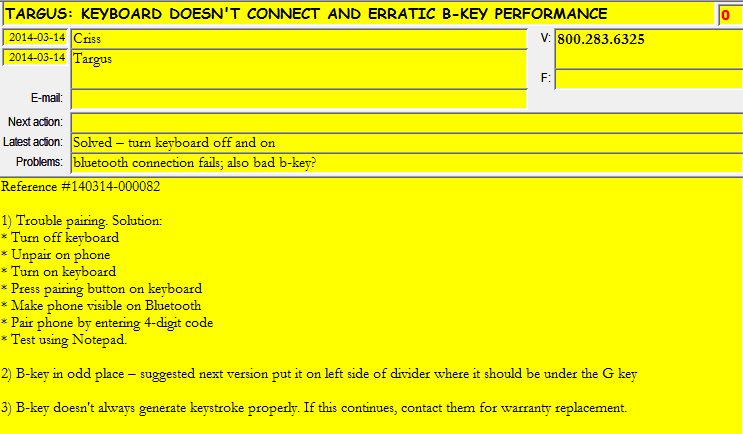 TARGUS: KEYBOARD DOESN'T CONNECT AND ERRATIC B-KEY PERFORMANCE 0
2014-03-14 Criss V: 800.283.6325
2014-03-14 Targus
F:
E-mail:
Next action:
Latest action: Solved – turn keyboard off and on
Problems: bluetooth connection fails; also bad b-key?
Reference #140314-000082
1) Trouble pairing. Solution:
* Turn off keyboard
* Unpair on phone
* Turn on keyboard
* Press pairing button on keyboard
* Make phone visible on Bluetooth
* Pair phone by entering 4-digit code
* Test using Notepad.
2) B-key in odd place – suggested next version put it on left side of divider where it should be under the G key
3) B-key doesn't always generate keystroke properly. If this continues, contact them for warranty replacement.